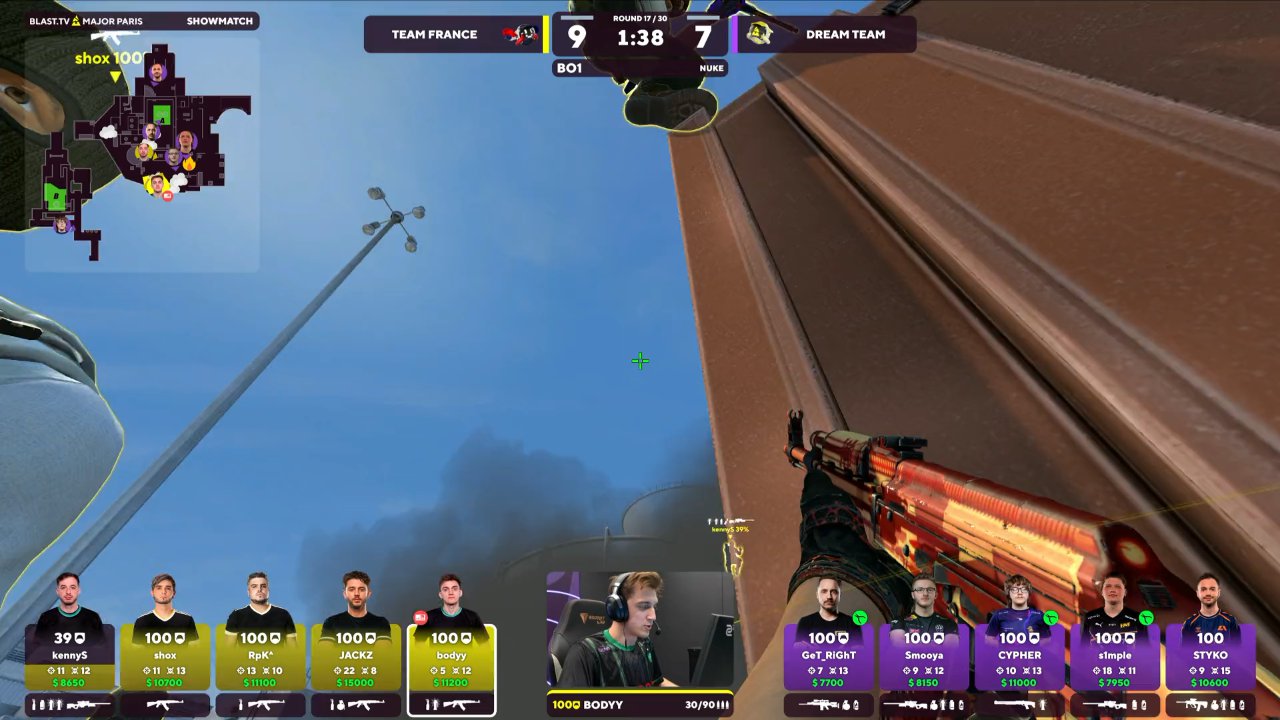 BLAST.TV MAJOR PARIS SHOWMATCH
TEAM FRANCE
9
ROUND 17 / 30
1:38
7
DREAM TEAM
BO1 NUKE
shox 100
kennyS 39%
39
kennyS
11 12
$8650
100
shox
11 13
$10700
100
RpK^
13 10
$11100
100
JACKZ
22 8
$15000
100
bodyy
5 12
$11200
100 BODYY 30/90
100
GeT_RiGhT
7 13
$7700
100
Smooya
9 12
$8150
100
CYPHER
10 13
$11000
100
s1mple
18 11
$7950
100
STYKO
9 15
$10600